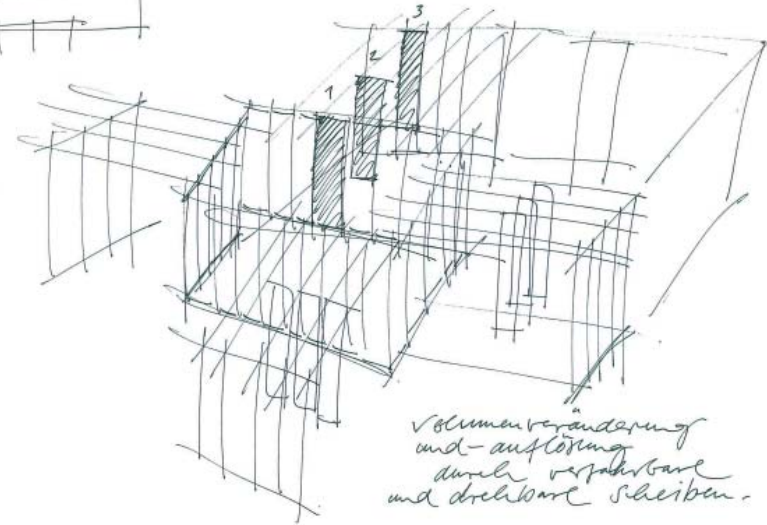 3
2
1
volumenveränderung
und -auflösung
durch verfahrbare
und drehbare Scheiben.